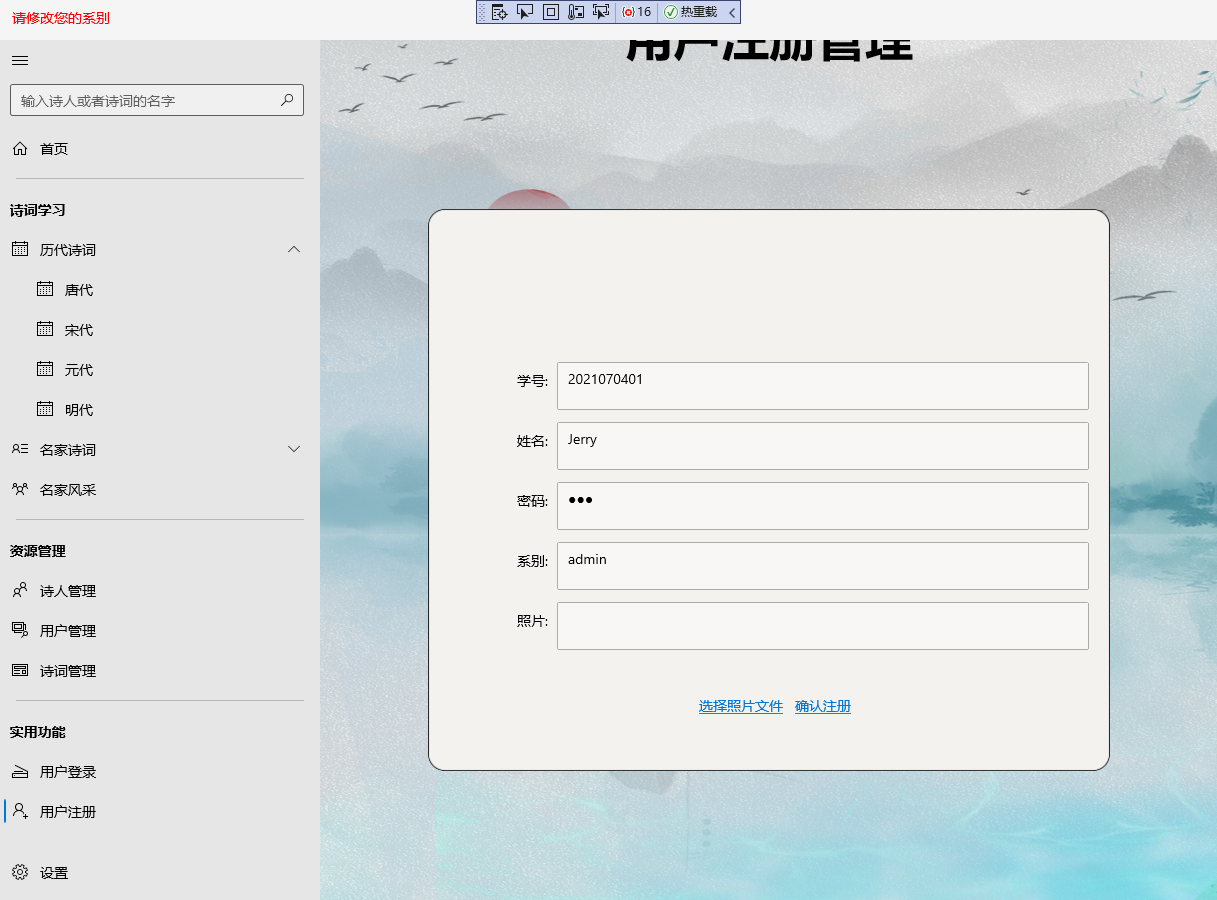 请修改您的系别
16
热重载
用户注册管理
输入诗人或者诗词的名字
首页
诗词学习
历代诗词
唐代
宋代
元代
明代
名家诗词
名家风采
资源管理
诗人管理
用户管理
诗词管理
实用功能
用户登录
用户注册
设置
学号: 2021070401
姓名: Jerry
密码: ●●●
系别: admin
照片:
选择照片文件 确认注册